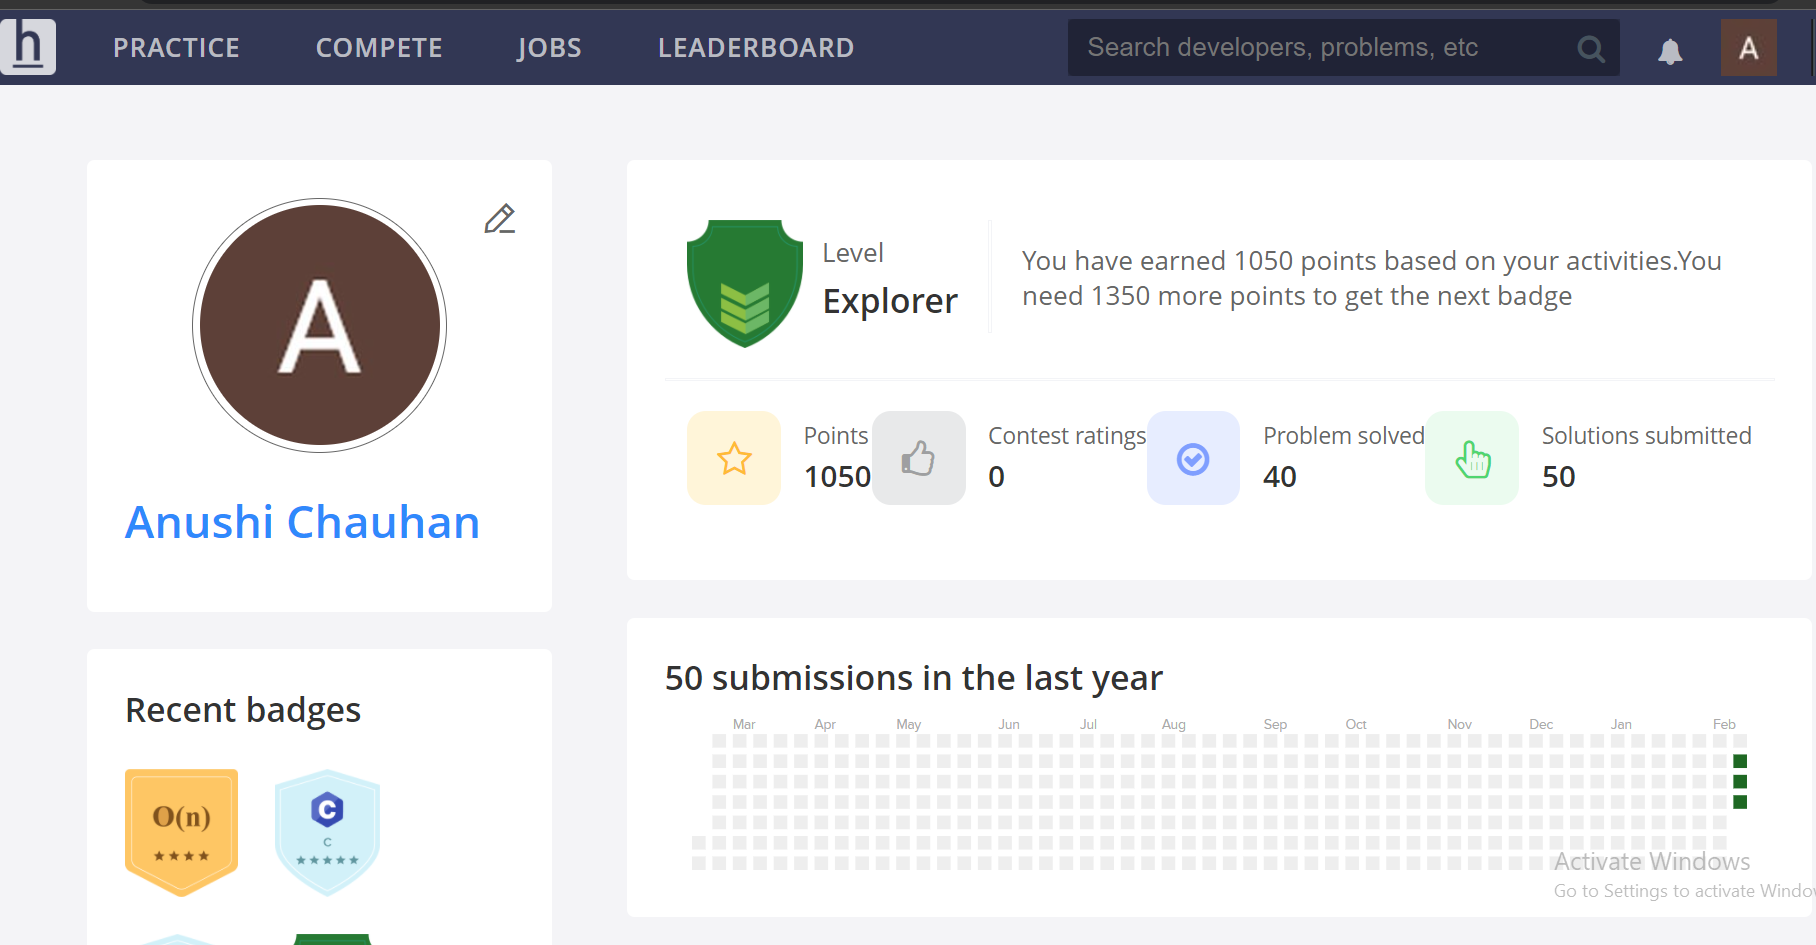 h PRACTICE COMPETE JOBS LEADERBOARD Search developers, problems, etc A
A
Anushi Chauhan
Level
Explorer
You have earned 1050 points based on your activities.You
need 1350 more points to get the next badge
Points Contest ratings Problem solved Solutions submitted
1050 0 40 50
Recent badges
O(n)
C
C
50 submissions in the last year
Mar Apr May Jun Jul Aug Sep Oct Nov Dec Jan Feb
Activate Windows
Go to Settings to activate Window